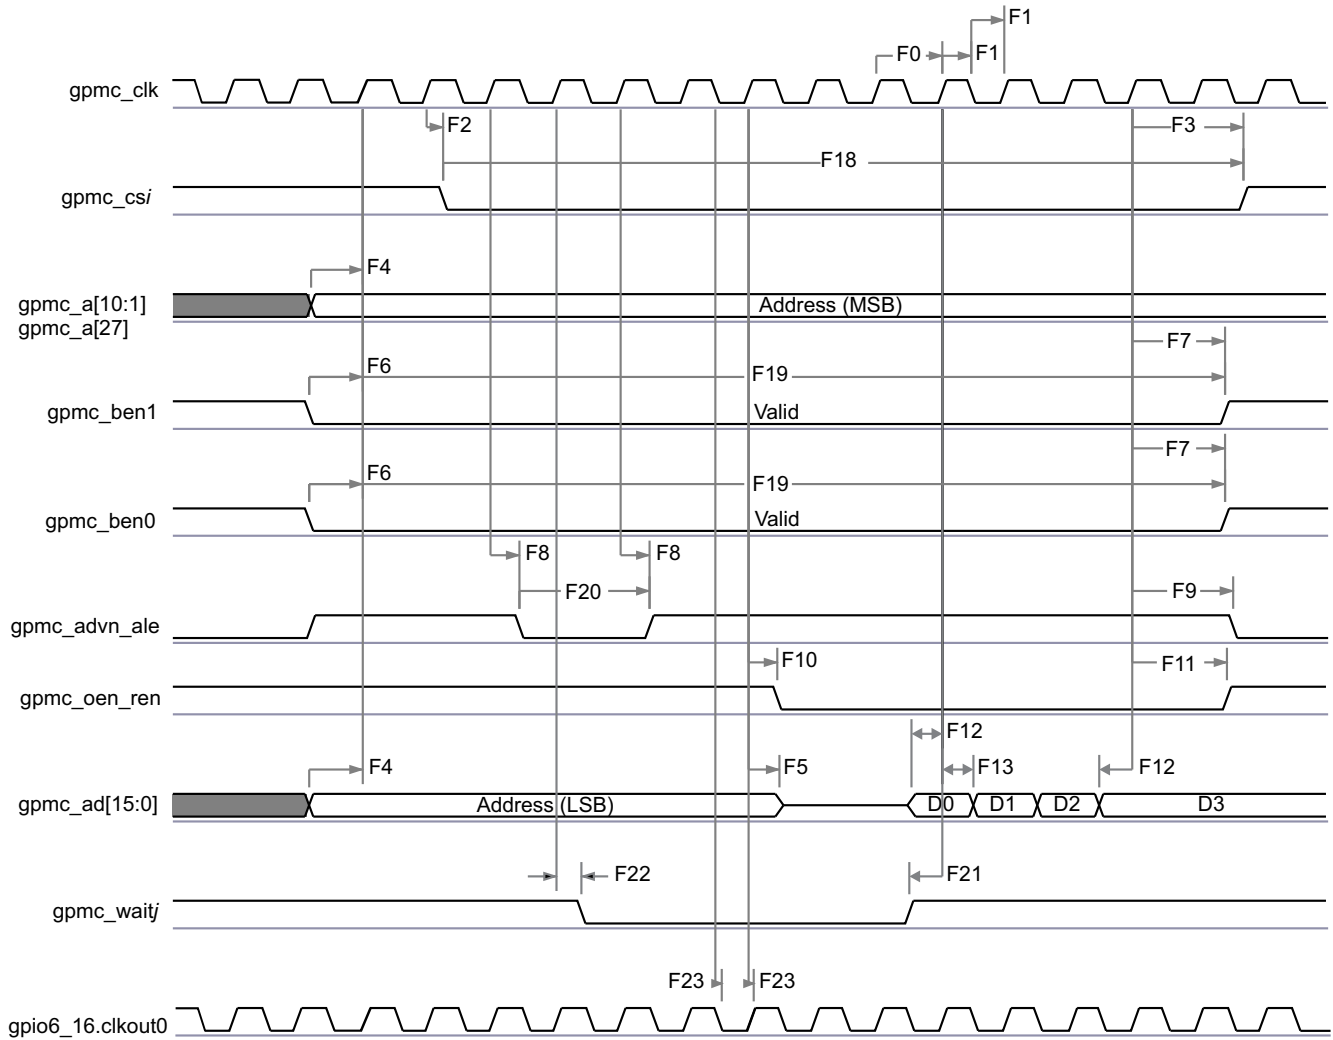 F1
F0
F1
gpmc_clk
F2
F3
F18
gpmc_csi
F4
gpmc_a[10:1]
Address (MSB)
gpmc_a[27]
F7
F6
F19
gpmc_ben1
Valid
F7
F6
F19
gpmc_ben0
Valid
F8
F8
F20
F9
gpmc_advn_ale
F10
F11
gpmc_oen_ren
F12
F4
F5
F13
F12
gpmc_ad[15:0]
Address (LSB)
D0
D1
D2
D3
F22
F21
gpmc_waitj
F23
F23
gpio6_16.clkout0